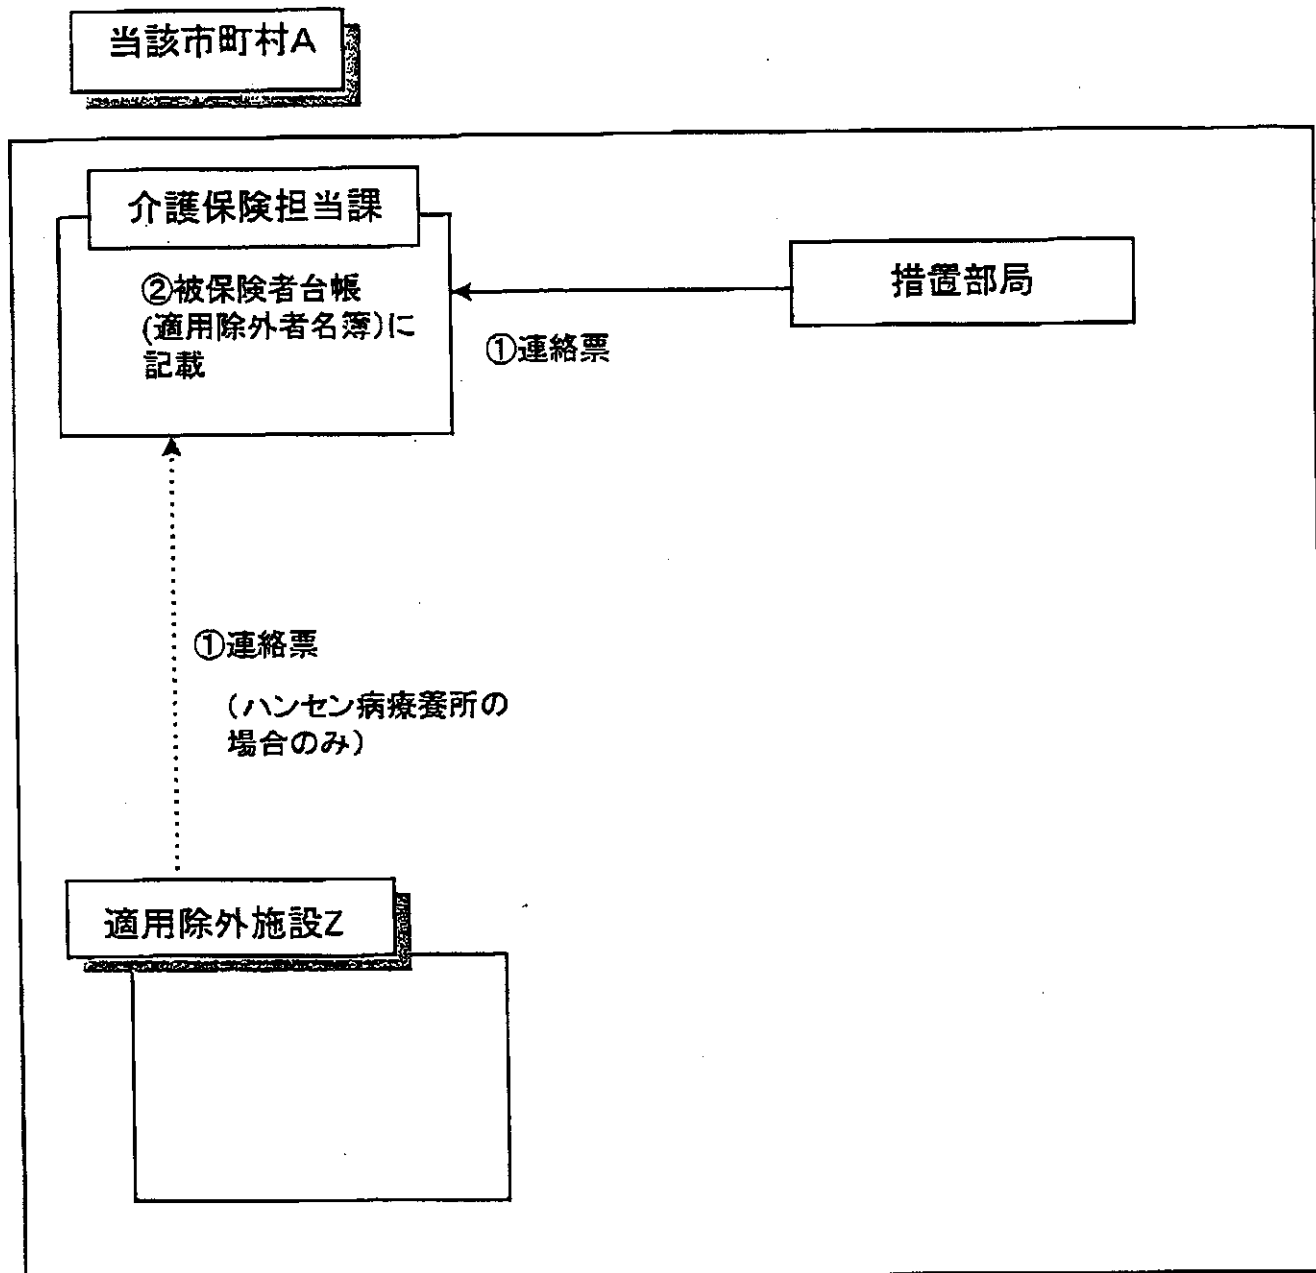 当該市町村A
介護保険担当課
②被保険者台帳
(適用除外者名簿)に
記載
措置部局
①連絡票
①連絡票
(ハンセン病療養所の
場合のみ)
適用除外施設Z